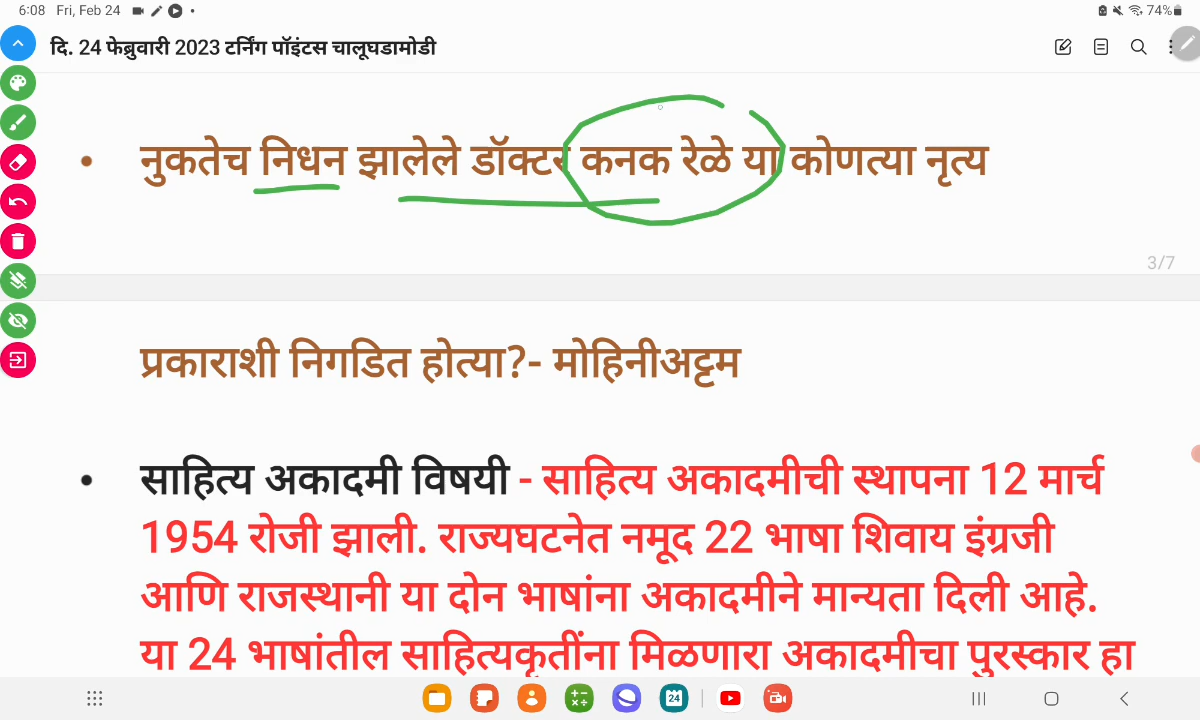 6:08 Fri, Feb 24
74%
दि. 24 फेब्रुवारी 2023 टर्निंग पॉइंटस चालूघडामोडी
• नुकतेच निधन झालेले डॉक्टर कनक रेळे या कोणत्या नृत्य
3/7
प्रकाराशी निगडित होत्या?- मोहिनीअट्टम
• साहित्य अकादमी विषयी - साहित्य अकादमीची स्थापना 12 मार्च
1954 रोजी झाली. राज्यघटनेत नमूद 22 भाषा शिवाय इंग्रजी
आणि राजस्थानी या दोन भाषांना अकादमीने मान्यता दिली आहे.
या 24 भाषांतील साहित्यकृतींना मिळणारा अकादमीचा पुरस्कार हा
24